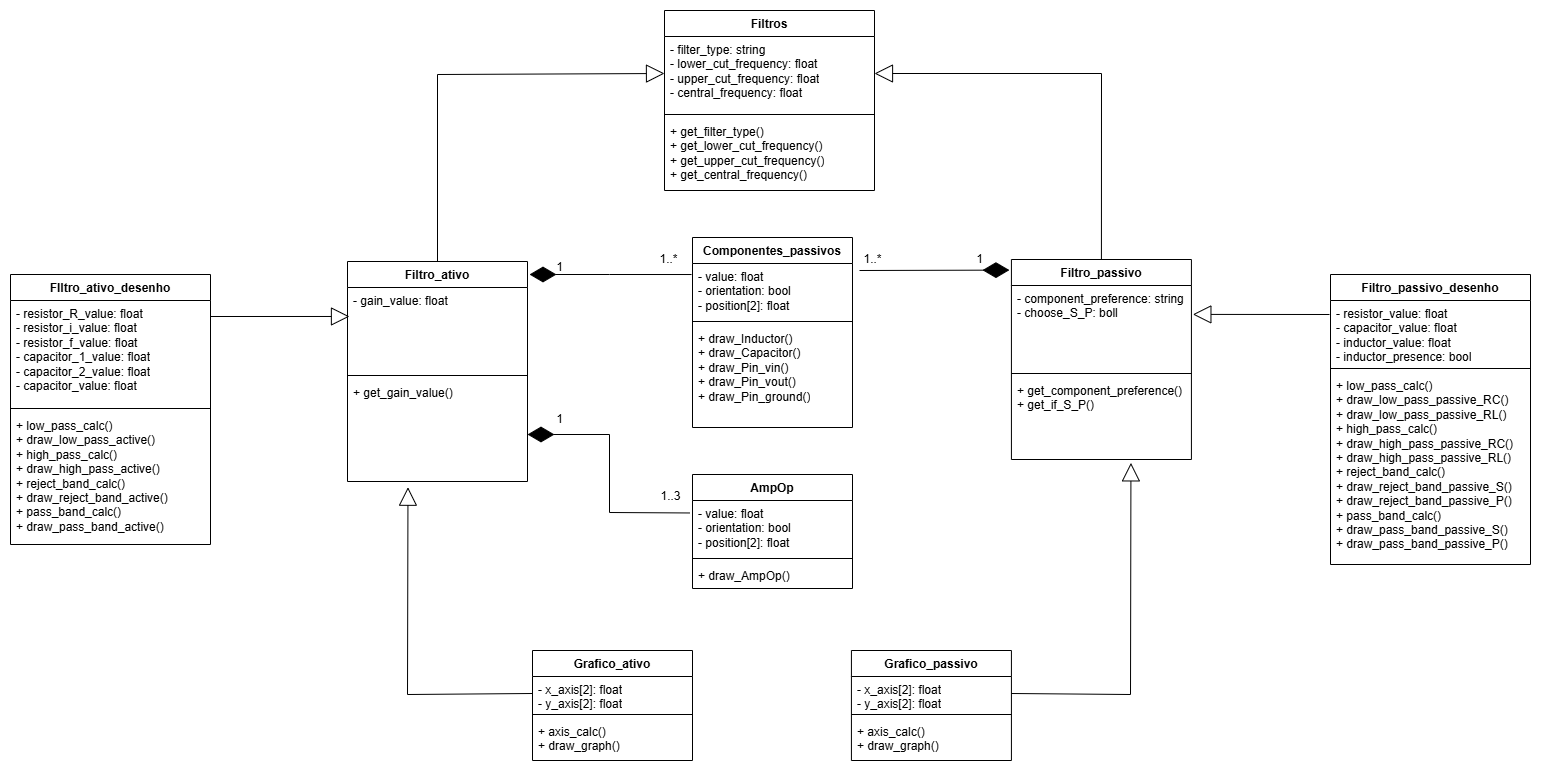 Filtros
- filter_type: string
- lower_cut_frequency: float
- upper_cut_frequency: float
- central_frequency: float
+ get_filter_type()
+ get_lower_cut_frequency()
+ get_upper_cut_frequency()
+ get_central_frequency()
FIltro_ativo_desenho
- resistor_R_value: float
- resistor_i_value: float
- resistor_f_value: float
- capacitor_1_value: float
- capacitor_2_value: float
- capacitor_value: float
+ low_pass_calc()
+ draw_low_pass_active()
+ high_pass_calc()
+ draw_high_pass_active()
+ reject_band_calc()
+ draw_reject_band_active()
+ pass_band_calc()
+ draw_pass_band_active()
Filtro_ativo
- gain_value: float
+ get_gain_value()
1
1..*
1
1..3
Componentes_passivos
- value: float
- orientation: bool
- position[2]: float
+ draw_Inductor()
+ draw_Capacitor()
+ draw_Pin_vin()
+ draw_Pin_vout()
+ draw_Pin_ground()
1..*
1
Filtro_passivo
- component_preference: string
- choose_S_P: boll
+ get_component_preference()
+ get_if_S_P()
Filtro_passivo_desenho
- resistor_value: float
- capacitor_value: float
- inductor_value: float
- inductor_presence: bool
+ low_pass_calc()
+ draw_low_pass_passive_RC()
+ draw_low_pass_passive_RL()
+ high_pass_calc()
+ draw_high_pass_passive_RC()
+ draw_high_pass_passive_RL()
+ reject_band_calc()
+ draw_reject_band_passive_S()
+ draw_reject_band_passive_P()
+ pass_band_calc()
+ draw_pass_band_passive_S()
+ draw_pass_band_passive_P()
AmpOp
- value: float
- orientation: bool
- position[2]: float
+ draw_AmpOp()
Grafico_ativo
- x_axis[2]: float
- y_axis[2]: float
+ axis_calc()
+ draw_graph()
Grafico_passivo
- x_axis[2]: float
- y_axis[2]: float
+ axis_calc()
+ draw_graph()